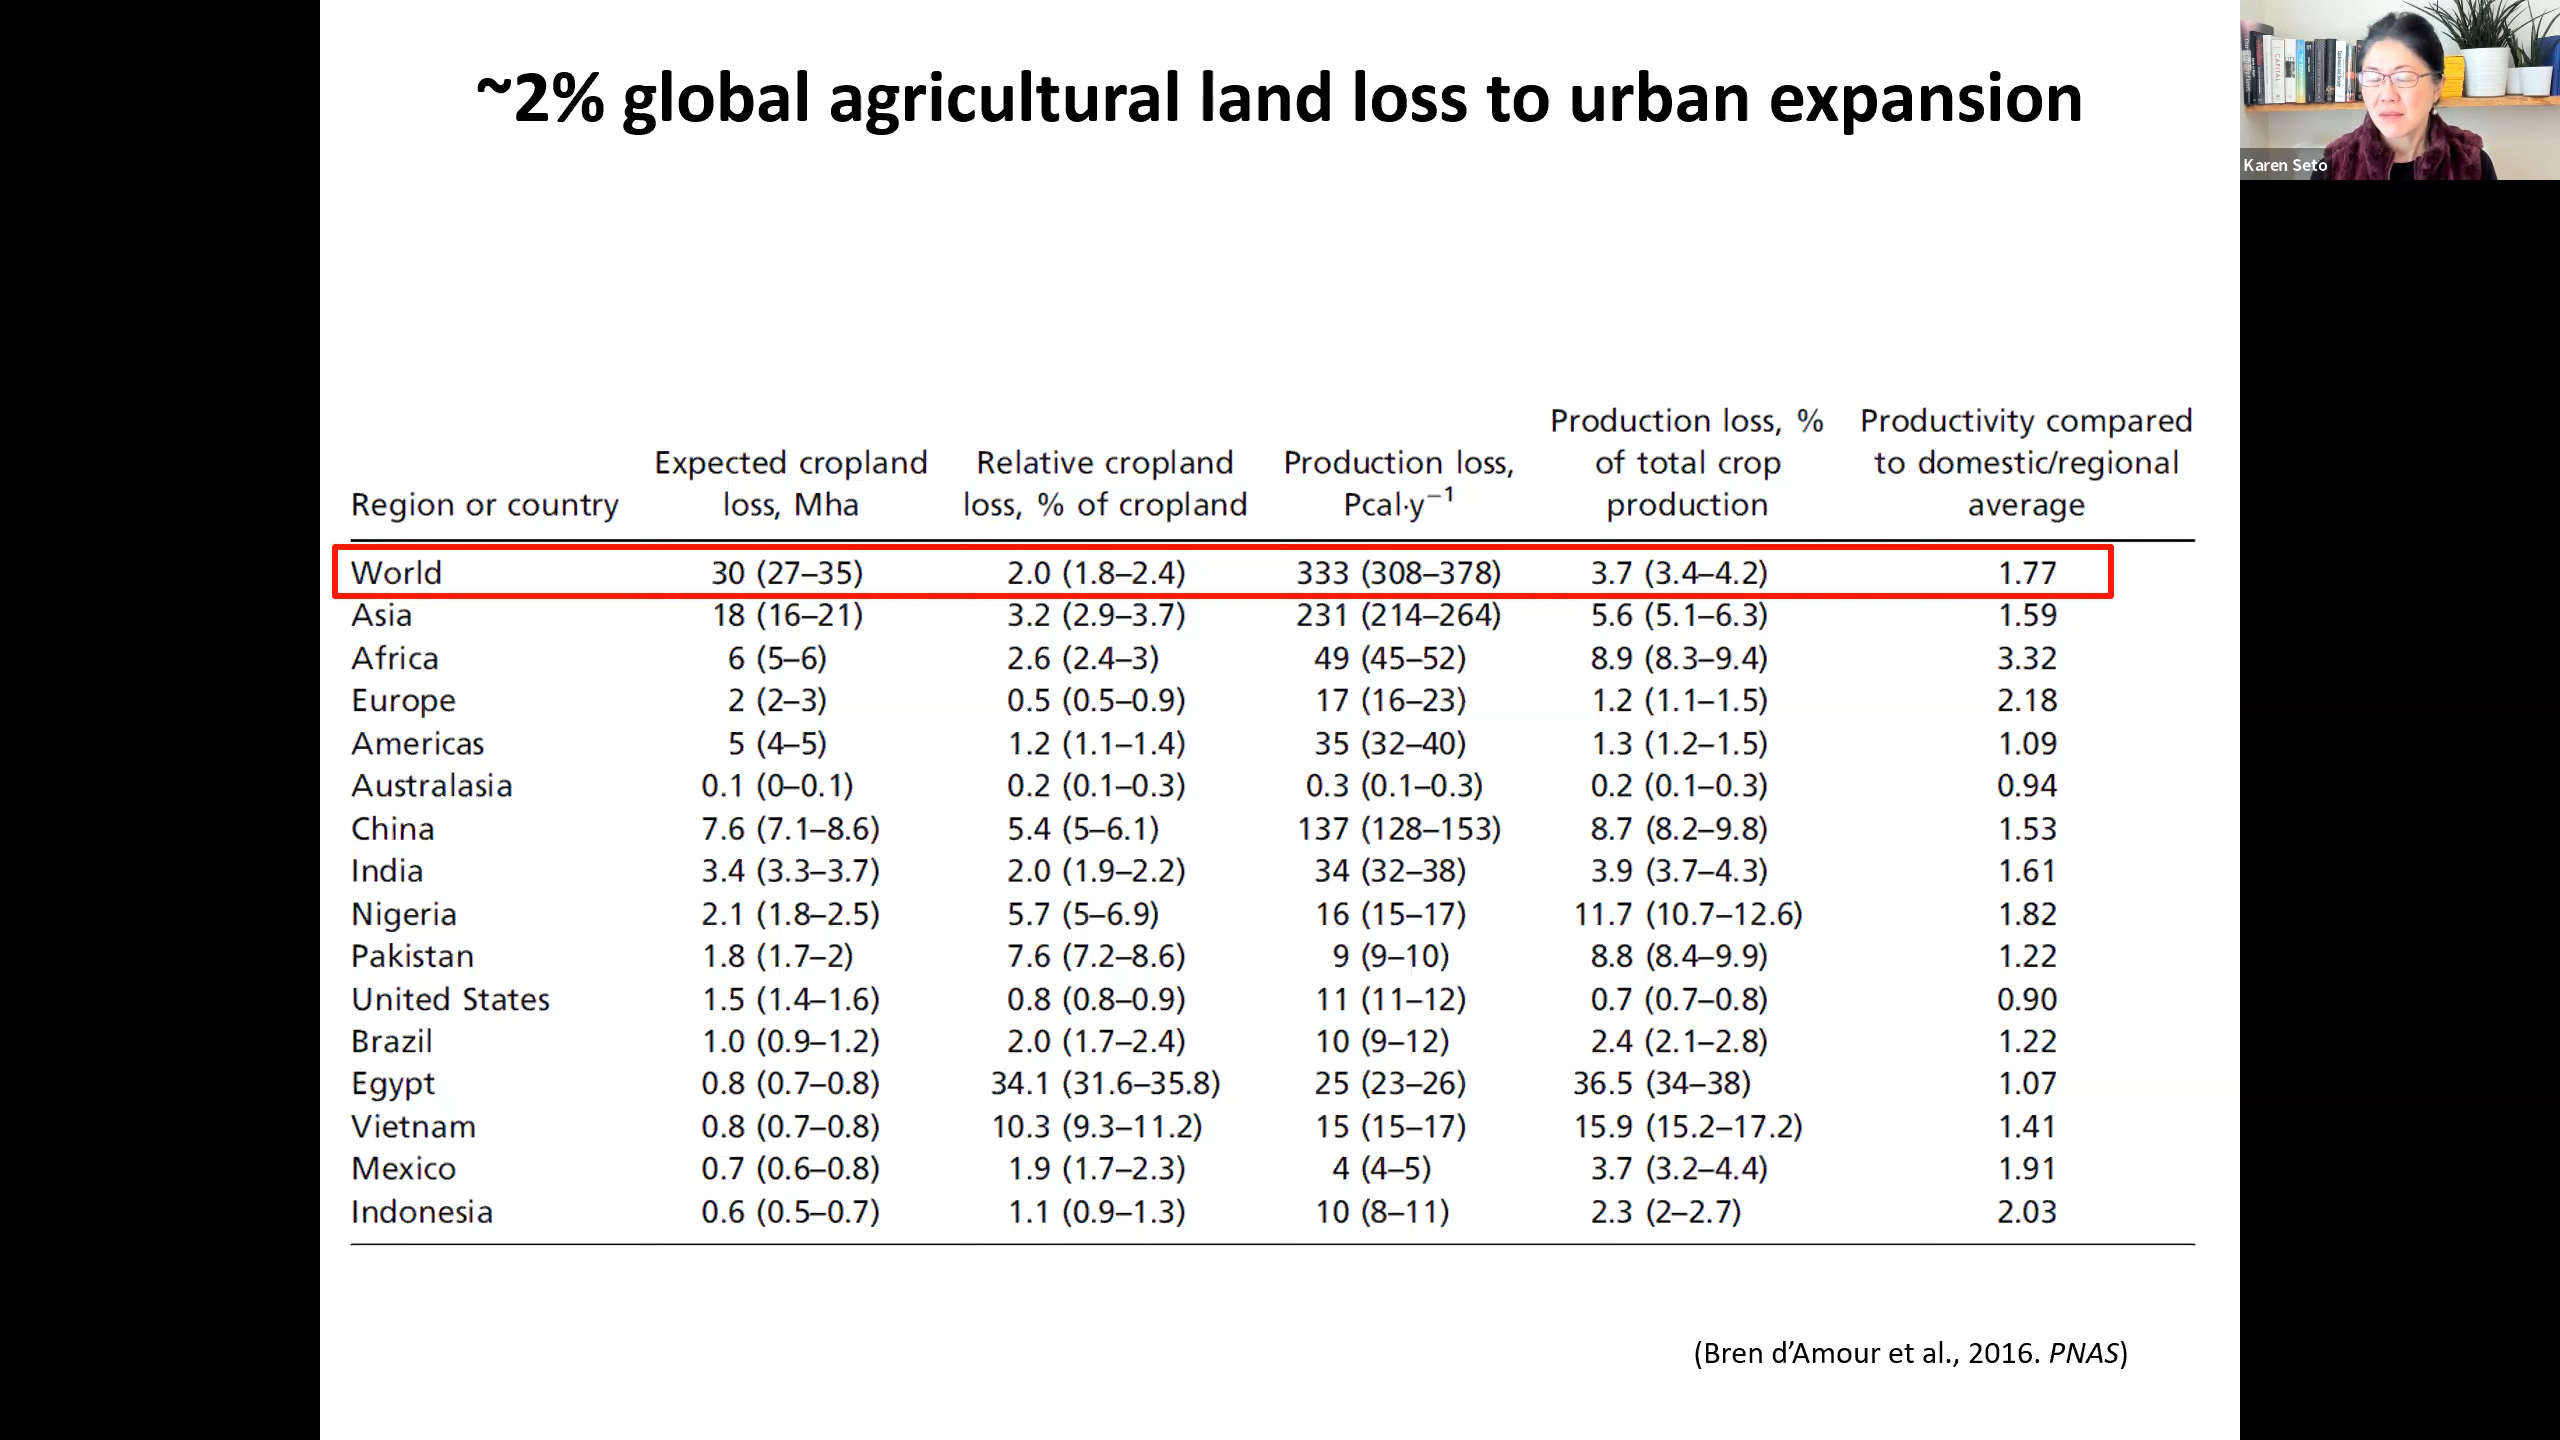 ~2% global agricultural land loss to urban expansion
Karen Seto
Production loss, % Productivity compared
Expected cropland Relative cropland Production loss, of total crop to domestic/regional
Region or country loss, Mha loss, % of cropland Pcal·y⁻¹ production average
World 30 (27–35) 2.0 (1.8–2.4) 333 (308–378) 3.7 (3.4–4.2) 1.77
Asia 18 (16–21) 3.2 (2.9–3.7) 231 (214–264) 5.6 (5.1–6.3) 1.59
Africa 6 (5–6) 2.6 (2.4–3) 49 (45–52) 8.9 (8.3–9.4) 3.32
Europe 2 (2–3) 0.5 (0.5–0.9) 17 (16–23) 1.2 (1.1–1.5) 2.18
Americas 5 (4–5) 1.2 (1.1–1.4) 35 (32–40) 1.3 (1.2–1.5) 1.09
Australasia 0.1 (0–0.1) 0.2 (0.1–0.3) 0.3 (0.1–0.3) 0.2 (0.1–0.3) 0.94
China 7.6 (7.1–8.6) 5.4 (5–6.1) 137 (128–153) 8.7 (8.2–9.8) 1.53
India 3.4 (3.3–3.7) 2.0 (1.9–2.2) 34 (32–38) 3.9 (3.7–4.3) 1.61
Nigeria 2.1 (1.8–2.5) 5.7 (5–6.9) 16 (15–17) 11.7 (10.7–12.6) 1.82
Pakistan 1.8 (1.7–2) 7.6 (7.2–8.6) 9 (9–10) 8.8 (8.4–9.9) 1.22
United States 1.5 (1.4–1.6) 0.8 (0.8–0.9) 11 (11–12) 0.7 (0.7–0.8) 0.90
Brazil 1.0 (0.9–1.2) 2.0 (1.7–2.4) 10 (9–12) 2.4 (2.1–2.8) 1.22
Egypt 0.8 (0.7–0.8) 34.1 (31.6–35.8) 25 (23–26) 36.5 (34–38) 1.07
Vietnam 0.8 (0.7–0.8) 10.3 (9.3–11.2) 15 (15–17) 15.9 (15.2–17.2) 1.41
Mexico 0.7 (0.6–0.8) 1.9 (1.7–2.3) 4 (4–5) 3.7 (3.2–4.4) 1.91
Indonesia 0.6 (0.5–0.7) 1.1 (0.9–1.3) 10 (8–11) 2.3 (2–2.7) 2.03
(Bren d’Amour et al., 2016. PNAS)